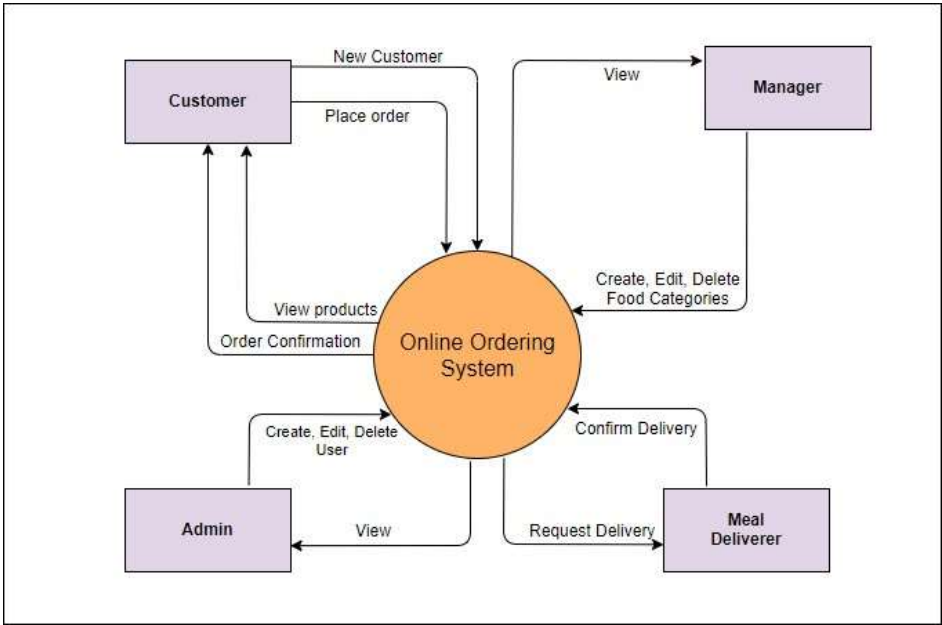 New Customer
Customer
Place order
View
Manager
Create, Edit, Delete
Food Categories
View products
Order Confirmation
Online Ordering
System
Create, Edit, Delete
User
Confirm Delivery
Admin
View
Request Delivery
Meal
Deliverer